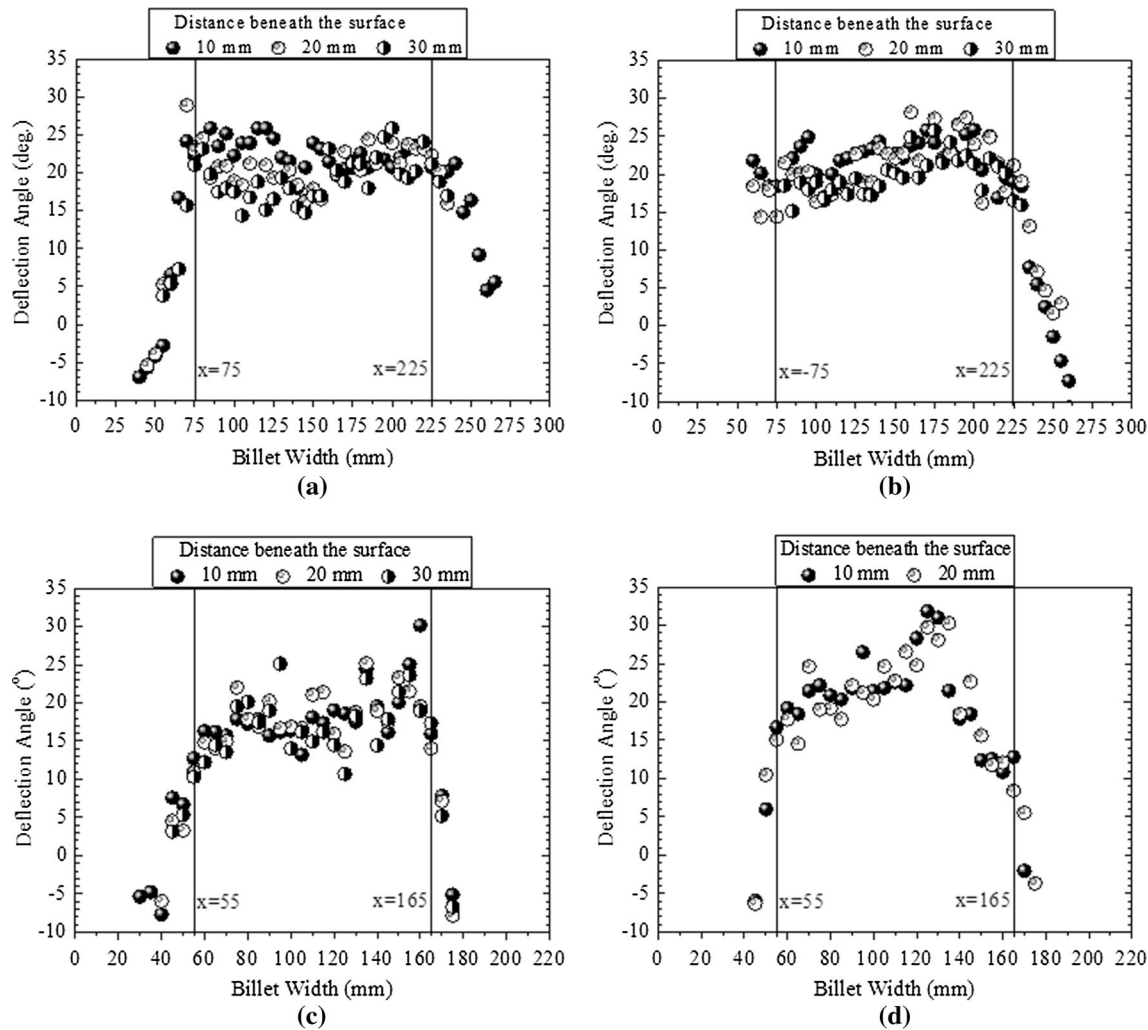 Distance beneath the surface
10 mm 20 mm 30 mm
35
30
25
20
15
10
5
0
-5
-10
Deflection Angle (deg.)
x=75
x=225
0 25 50 75 100 125 150 175 200 225 250 275 300
Billet Width (mm)
(a)
Distance beneath the surface
10 mm 20 mm 30 mm
35
30
25
20
15
10
5
0
-5
-10
Deflection Angle (deg.)
x=-75
x=225
0 25 50 75 100 125 150 175 200 225 250 275 300
Billet Width (mm)
(b)
Distance beneath the surface
10 mm 20 mm 30 mm
35
30
25
20
15
10
5
0
-5
-10
Deflection Angle (º)
x=55
x=165
0 20 40 60 80 100 120 140 160 180 200 220
Billet Width (mm)
(c)
Distance beneath the surface
10 mm 20 mm
35
30
25
20
15
10
5
0
-5
-10
Deflection Angle (º)
x=55
x=165
0 20 40 60 80 100 120 140 160 180 200 220
Billet Width (mm)
(d)